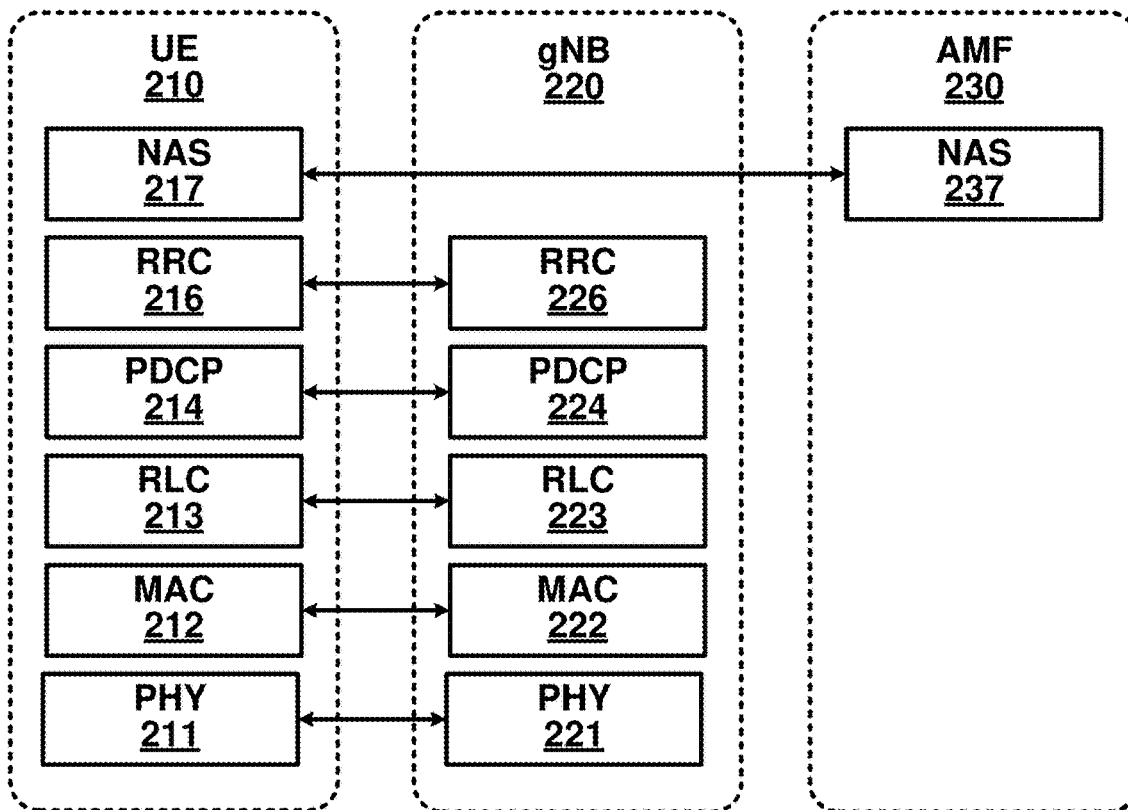 UE
210
gNB
220
AMF
230
NAS
217
NAS
237
RRC
216
RRC
226
PDCP
214
PDCP
224
RLC
213
RLC
223
MAC
212
MAC
222
PHY
211
PHY
221